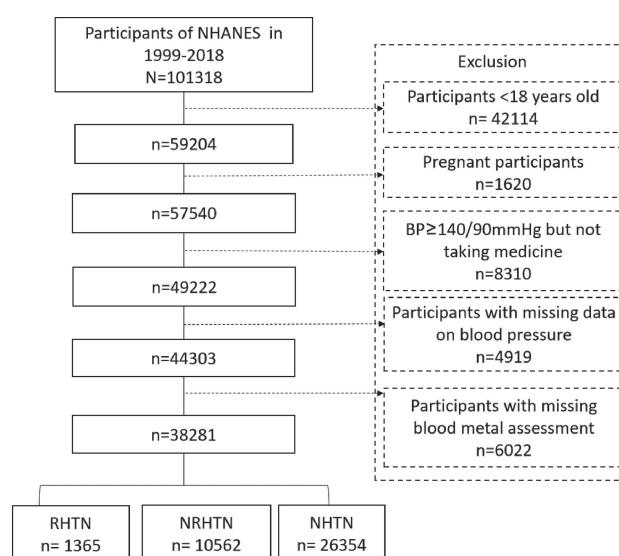 Participants of NHANES in
1999-2018
N=101318
Exclusion
Participants <18 years old
n= 42114
n=59204
Pregnant participants
n=1620
n=57540
BP≥140/90mmHg but not
taking medicine
n=8310
n=49222
Participants with missing data
on blood pressure
n=4919
n=44303
Participants with missing
blood metal assessment
n=6022
n=38281
RHTN
n= 1365
NRHTN
n= 10562
NHTN
n= 26354